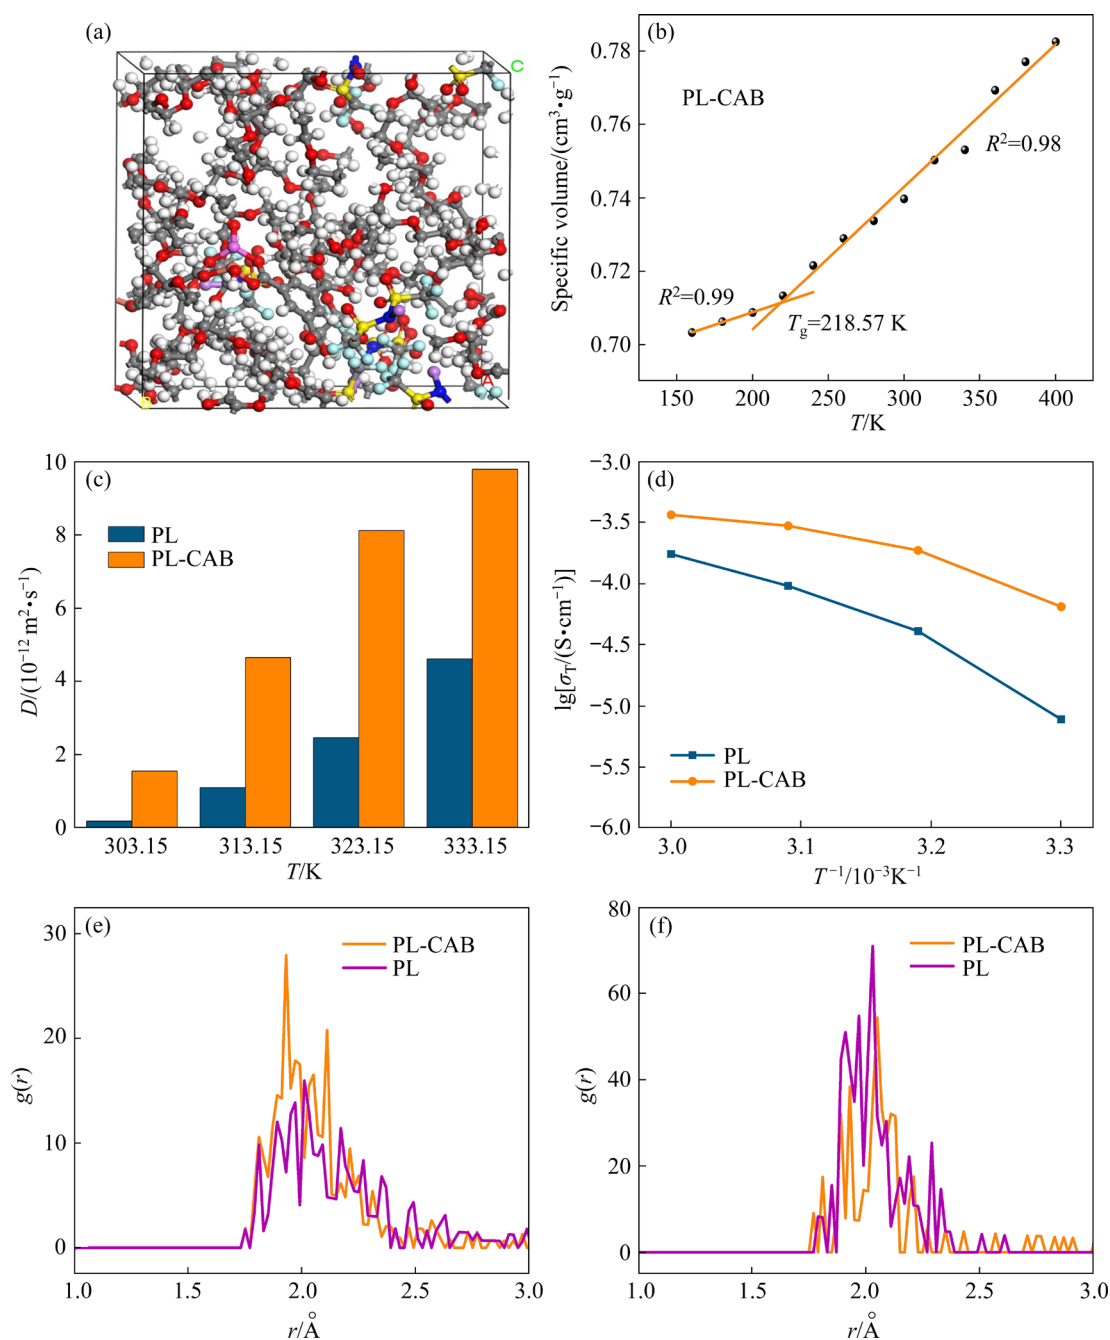 (a)
C
A
B
(b)
PL-CAB
R²=0.98
R²=0.99
T_g=218.57 K
Specific volume/(cm³•g⁻¹)
0.78
0.76
0.74
0.72
0.70
150 200 250 300 350 400
T/K
(c)
PL
PL-CAB
D/(10⁻¹² m²•s⁻¹)
10
8
6
4
2
0
303.15 313.15 323.15 333.15
T/K
(d)
lg[σ_T/(S•cm⁻¹)]
−3.0
−3.5
−4.0
−4.5
−5.0
−5.5
−6.0
PL
PL-CAB
3.0 3.1 3.2 3.3
T⁻¹/10⁻³K⁻¹
(e)
PL-CAB
PL
g(r)
30
20
10
0
1.0 1.5 2.0 2.5 3.0
r/Å
(f)
PL-CAB
PL
g(r)
80
60
40
20
0
1.0 1.5 2.0 2.5 3.0
r/Å